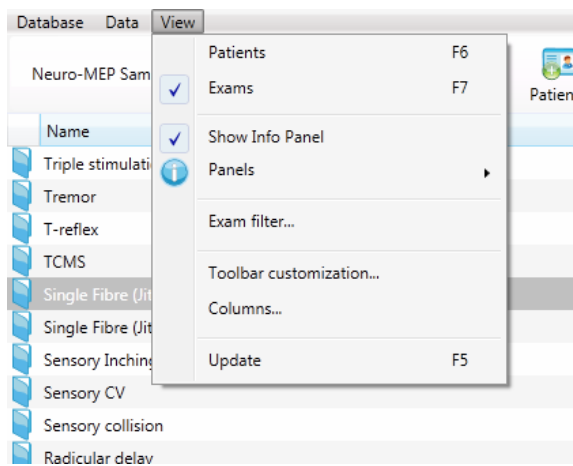 Database Data View
Patients F6
Neuro-MEP Sam
Exams F7
Patien
Name
Show Info Panel
Triple stimulati
Panels
Tremor
T-reflex
Exam filter...
TCMS
Toolbar customization...
Single Fibre (Jit
Columns...
Single Fibre (Jit
Sensory Inching
Update F5
Sensory CV
Sensory collision
Radicular delay